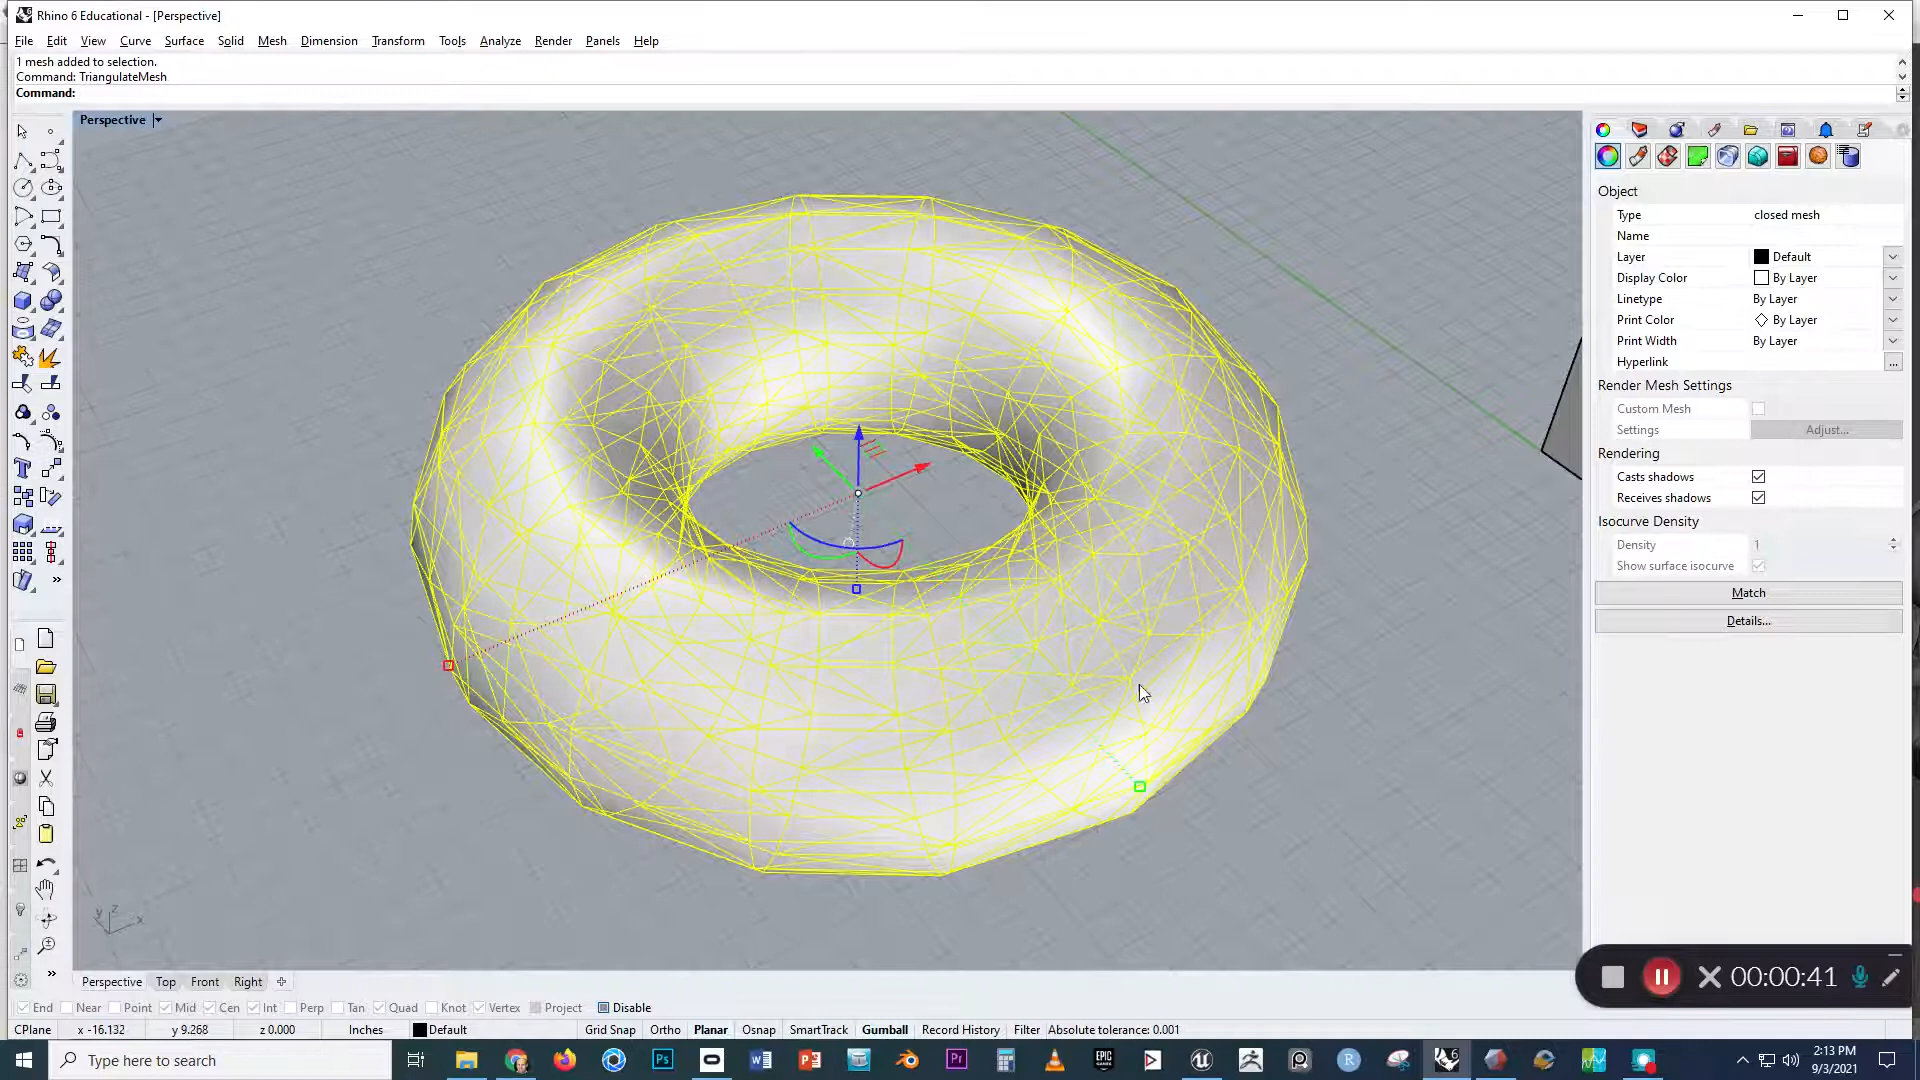 Rhino 6 Educational - [Perspective]
File Edit View Curve Surface Solid Mesh Dimension Transform Tools Analyze Render Panels Help
1 mesh added to selection.
Command: TriangulateMesh
Command:
Perspective
Object
Type closed mesh
Name
Layer Default
Display Color By Layer
Linetype By Layer
Print Color By Layer
Print Width By Layer
Hyperlink ...
Render Mesh Settings
Custom Mesh
Settings Adjust...
Rendering
Casts shadows
Receives shadows
Isocurve Density
Density 1
Show surface isocurve
Match
Details...
y z x
Perspective Top Front Right
00:00:41
End Near Point Mid Cen Int Perp Tan Quad Knot Vertex Project Disable
CPlane x -16.132 y 9.268 z 0.000 Inches Default Grid Snap Ortho Planar Osnap SmartTrack Gumball Record History Filter Absolute tolerance: 0.001
Type here to search
2:13 PM
9/3/2021